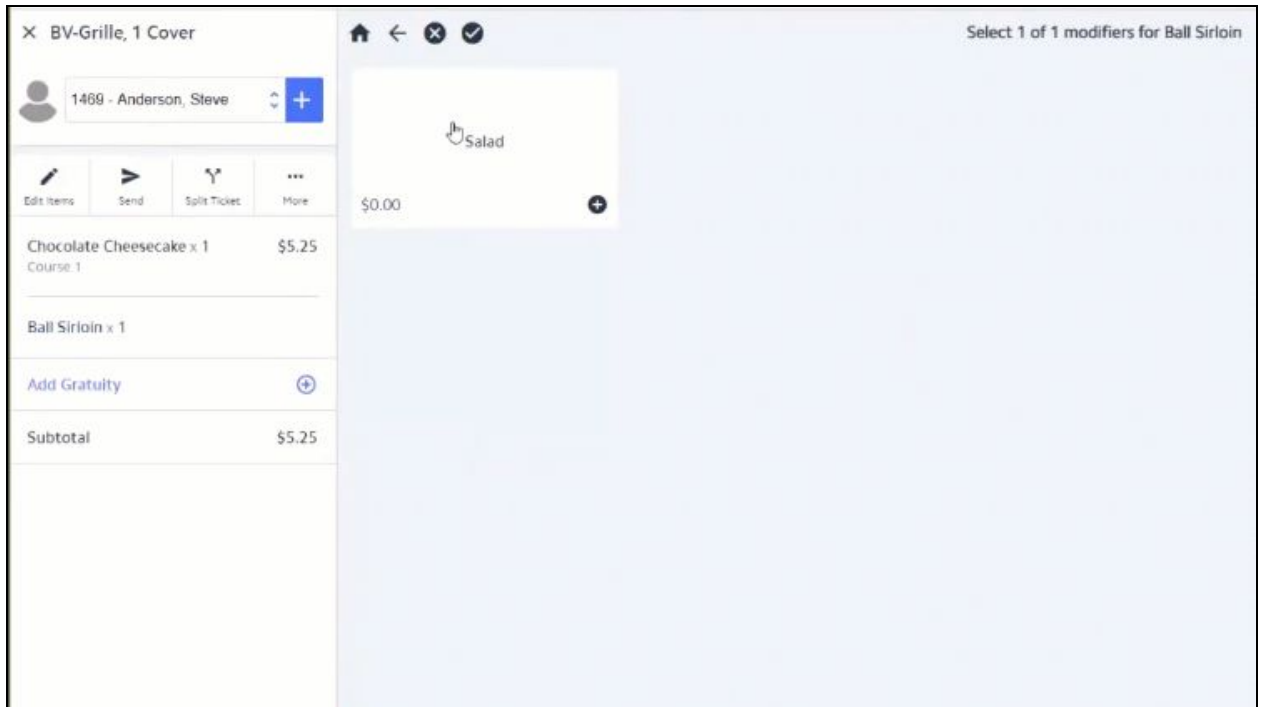 BV-Grille, 1 Cover
Select 1 of 1 modifiers for Ball Sirloin
1469 - Anderson, Steve
Edit Items
Send
Split Ticket
More
Chocolate Cheesecake x 1 $5.25
Course 1
Ball Sirloin x 1
Add Gratuity
Subtotal $5.25
Salad
$0.00